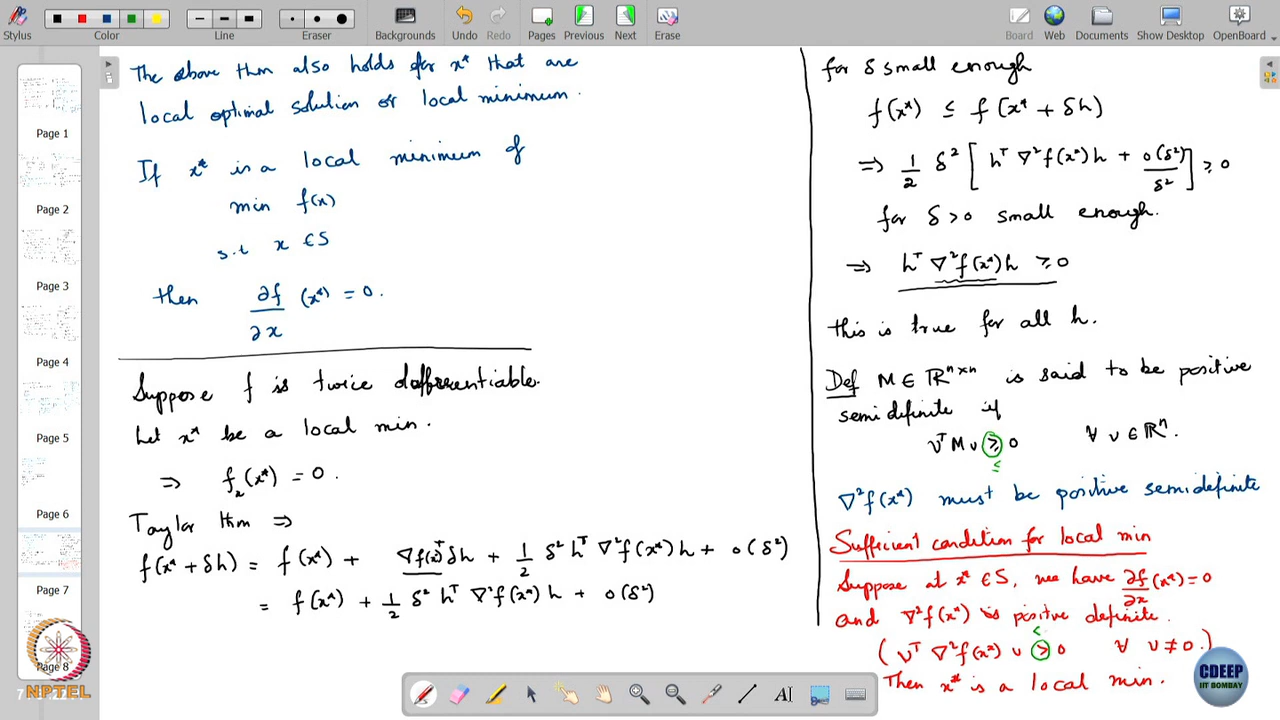 Stylus
Color
Line
Eraser
Backgrounds
Undo
Redo
Pages
Previous
Next
Erase
Board
Web
Documents
Show Desktop
OpenBoard
Page 1
Page 2
Page 3
Page 4
Page 5
Page 6
Page 7
Page 8
The above thm also holds for x* that are
local optimal solution or local minimum.
If x* is a local minimum of
min f(x)
s.t x ∈ S
then ∂f/∂x (x*) = 0.
Suppose f is twice differentiable.
Let x* be a local min.
⇒ fₓ(x*) = 0.
Taylor thm ⇒
f(x* + δh) = f(x*) + ∇f(x)ᵀδh + 1/2 δ² hᵀ ∇²f(x*)h + o(δ²)
= f(x*) + 1/2 δ² hᵀ ∇²f(x*) h + o(δ²)
for δ small enough
f(x*) ≤ f(x* + δh)
⇒ 1/2 δ² [ hᵀ ∇²f(x*)h + o(δ²)/δ² ] ≥ 0
for δ>0 small enough.
⇒ hᵀ ∇²f(x*)h ≥ 0
this is true for all h.
Def M ∈ ℝⁿˣⁿ is said to be positive
semidefinite if
vᵀ M v ≥ 0 ∀ v ∈ ℝⁿ.
≤
∇²f(x*) must be positive semidefinite
Sufficient condition for local min
Suppose at x* ∈ S, we have ∂f/∂x (x*) = 0
and ∇²f(x*) is positve definite.
<
( vᵀ ∇²f(x*) v > 0 ∀ v ≠ 0. )
Then x* is a local min.
NPTEL
CDEEP
IIT BOMBAY